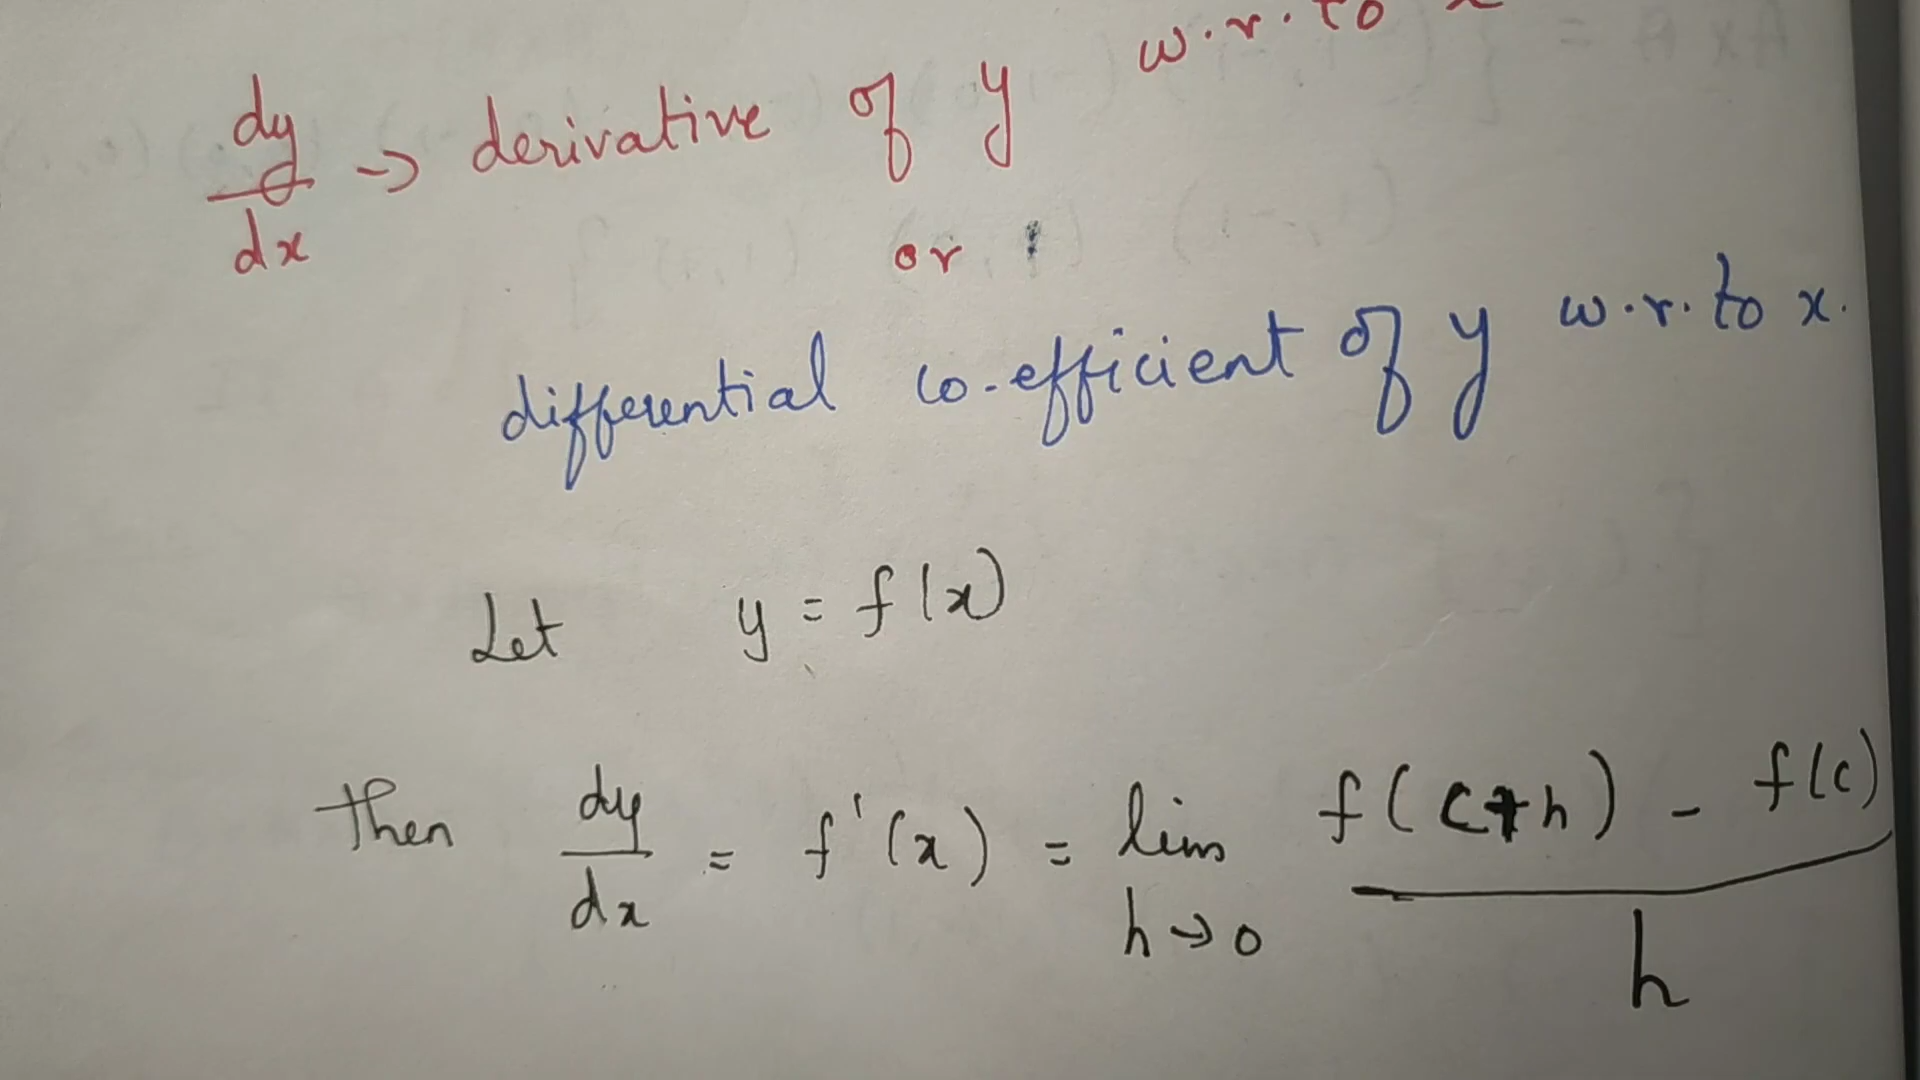 dy/dx → derivative of y w.r.to x
or
differential co-efficient of y w.r.to x.
Let y = f(x)
Then dy/dx = f'(x) = lim h→0 f(c+h) - f(c) / h